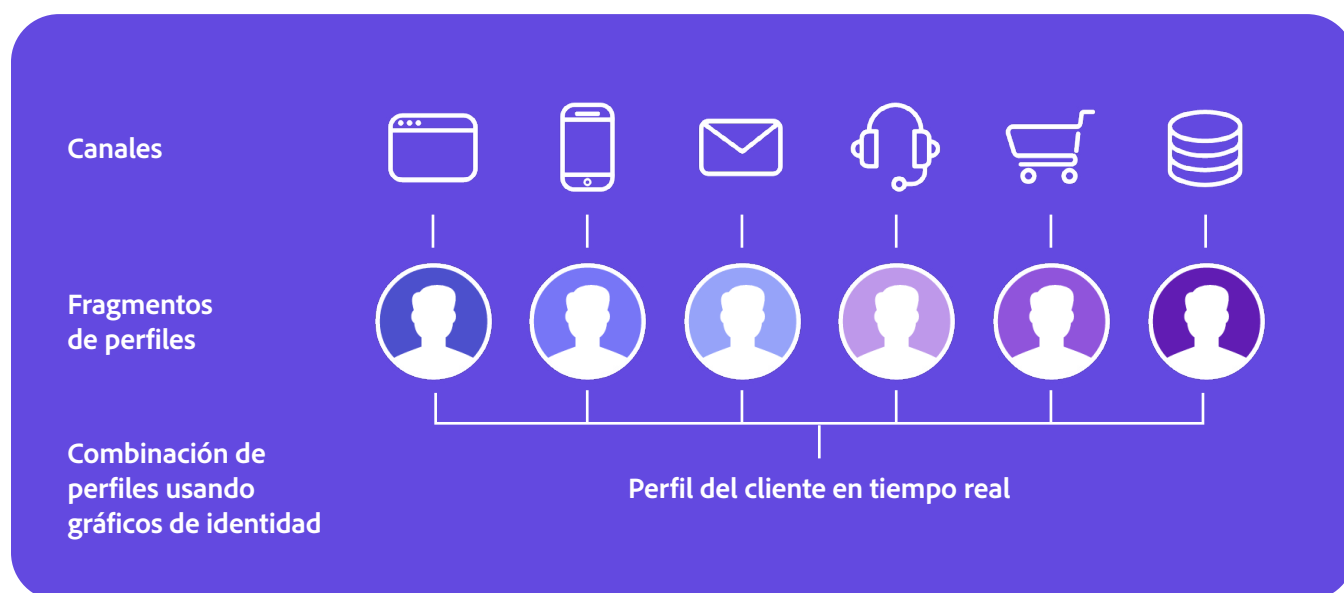 Canales
Fragmentos
de perfiles
Combinación de
perfiles usando
gráficos de identidad
Perfil del cliente en tiempo real